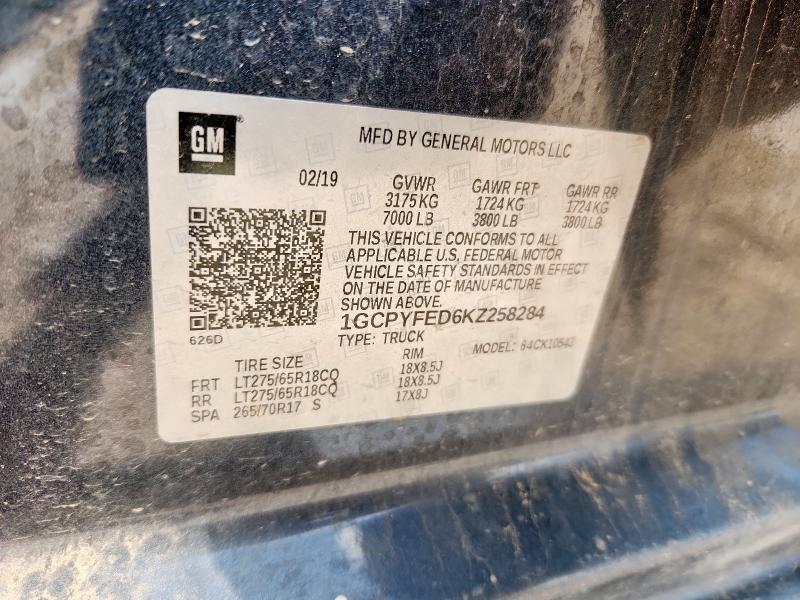 GM
MFD BY GENERAL MOTORS LLC
02/19
GVWR GAWR FRT GAWR RR
3175 KG 1724 KG 1724 KG
7000 LB 3800 LB 3800 LB
THIS VEHICLE CONFORMS TO ALL
APPLICABLE U.S. FEDERAL MOTOR
VEHICLE SAFETY STANDARDS IN EFFECT
ON THE DATE OF MANUFACTURE
SHOWN ABOVE.
1GCPYFED6KZ258284
626D
TYPE: TRUCK MODEL: 64CK10543
TIRE SIZE RIM
FRT LT275/65R18CQ 18X8.5J
RR LT275/65R18CQ 18X8.5J
SPA 265/70R17 S 17X8J